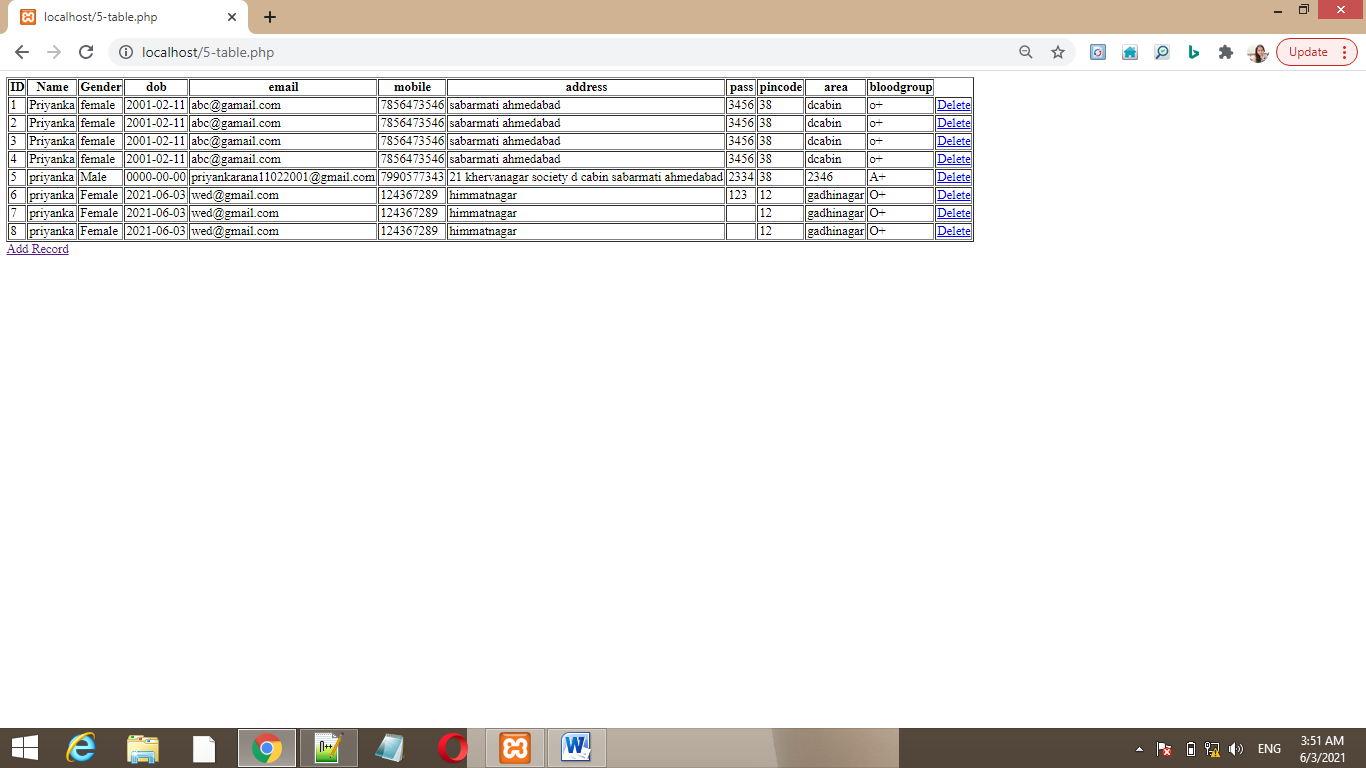 localhost/5-table.php
localhost/5-table.php
Update
ID Name Gender dob email mobile address pass pincode area bloodgroup
1 Priyanka female 2001-02-11 abc@gamail.com 7856473546 sabarmati ahmedabad 3456 38 dcabin o+ Delete
2 Priyanka female 2001-02-11 abc@gamail.com 7856473546 sabarmati ahmedabad 3456 38 dcabin o+ Delete
3 Priyanka female 2001-02-11 abc@gamail.com 7856473546 sabarmati ahmedabad 3456 38 dcabin o+ Delete
4 Priyanka female 2001-02-11 abc@gamail.com 7856473546 sabarmati ahmedabad 3456 38 dcabin o+ Delete
5 priyanka Male 0000-00-00 priyankarana11022001@gmail.com 7990577343 21 khervanagar society d cabin sabarmati ahmedabad 2334 38 2346 A+ Delete
6 priyanka Female 2021-06-03 wed@gmail.com 124367289 himmatnagar 123 12 gadhinagar O+ Delete
7 priyanka Female 2021-06-03 wed@gmail.com 124367289 himmatnagar 12 gadhinagar O+ Delete
8 priyanka Female 2021-06-03 wed@gmail.com 124367289 himmatnagar 12 gadhinagar O+ Delete
Add Record
ENG
3:51 AM
6/3/2021